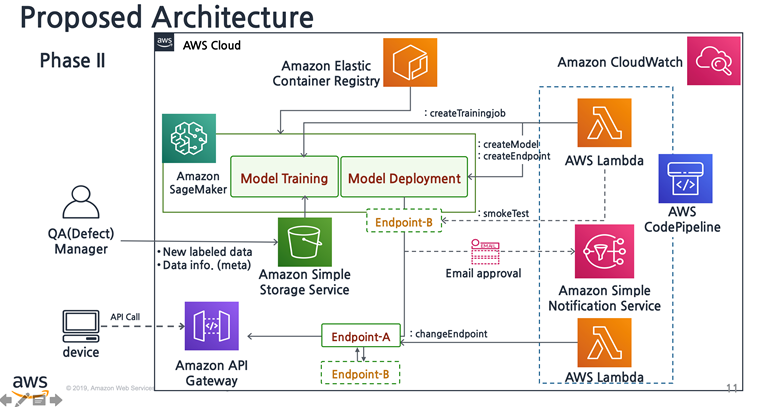 Proposed Architecture
Phase II
aws
AWS Cloud
Amazon Elastic
Container Registry
Amazon CloudWatch
: createTrainingjob
: createModel
: createEndpoint
AWS Lambda
Amazon
SageMaker
Model Training
Model Deployment
AWS
CodePipeline
Endpoint-B
: smokeTest
QA(Defect)
Manager
• New labeled data
• Data info. (meta)
Amazon Simple
Storage Service
EMAIL
Email approval
Amazon Simple
Notification Service
API Call
device
Amazon API
Gateway
Endpoint-A
: changeEndpoint
Endpoint-B
AWS Lambda
aws
© 2019, Amazon Web Services
11